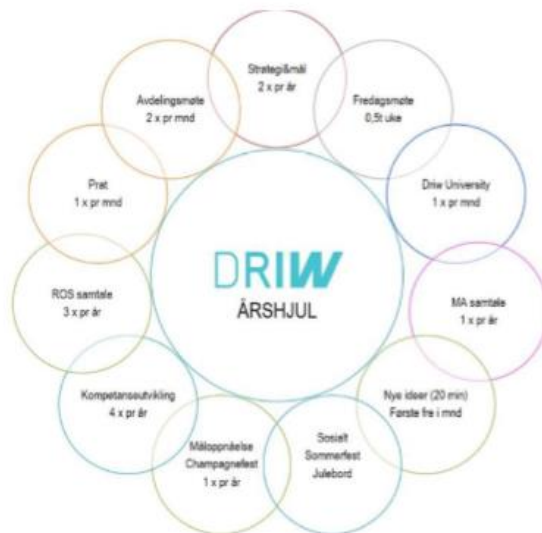 Strategi&mål
2 x pr år
Fredagsmøte
0,5t uke
Driw University
1 x pr mnd
MA samtale
1 x pr år
Nye ideer (20 min)
Første fre i mnd
Sosialt
Sommerfest
Julebord
Måloppnåelse
Champagnefest
1 x pr år
Kompetanseutvikling
4 x pr år
ROS samtale
3 x pr år
Prat
1 x pr mnd
Avdelingsmøte
2 x pr mnd
DRIW
ÅRSHJUL